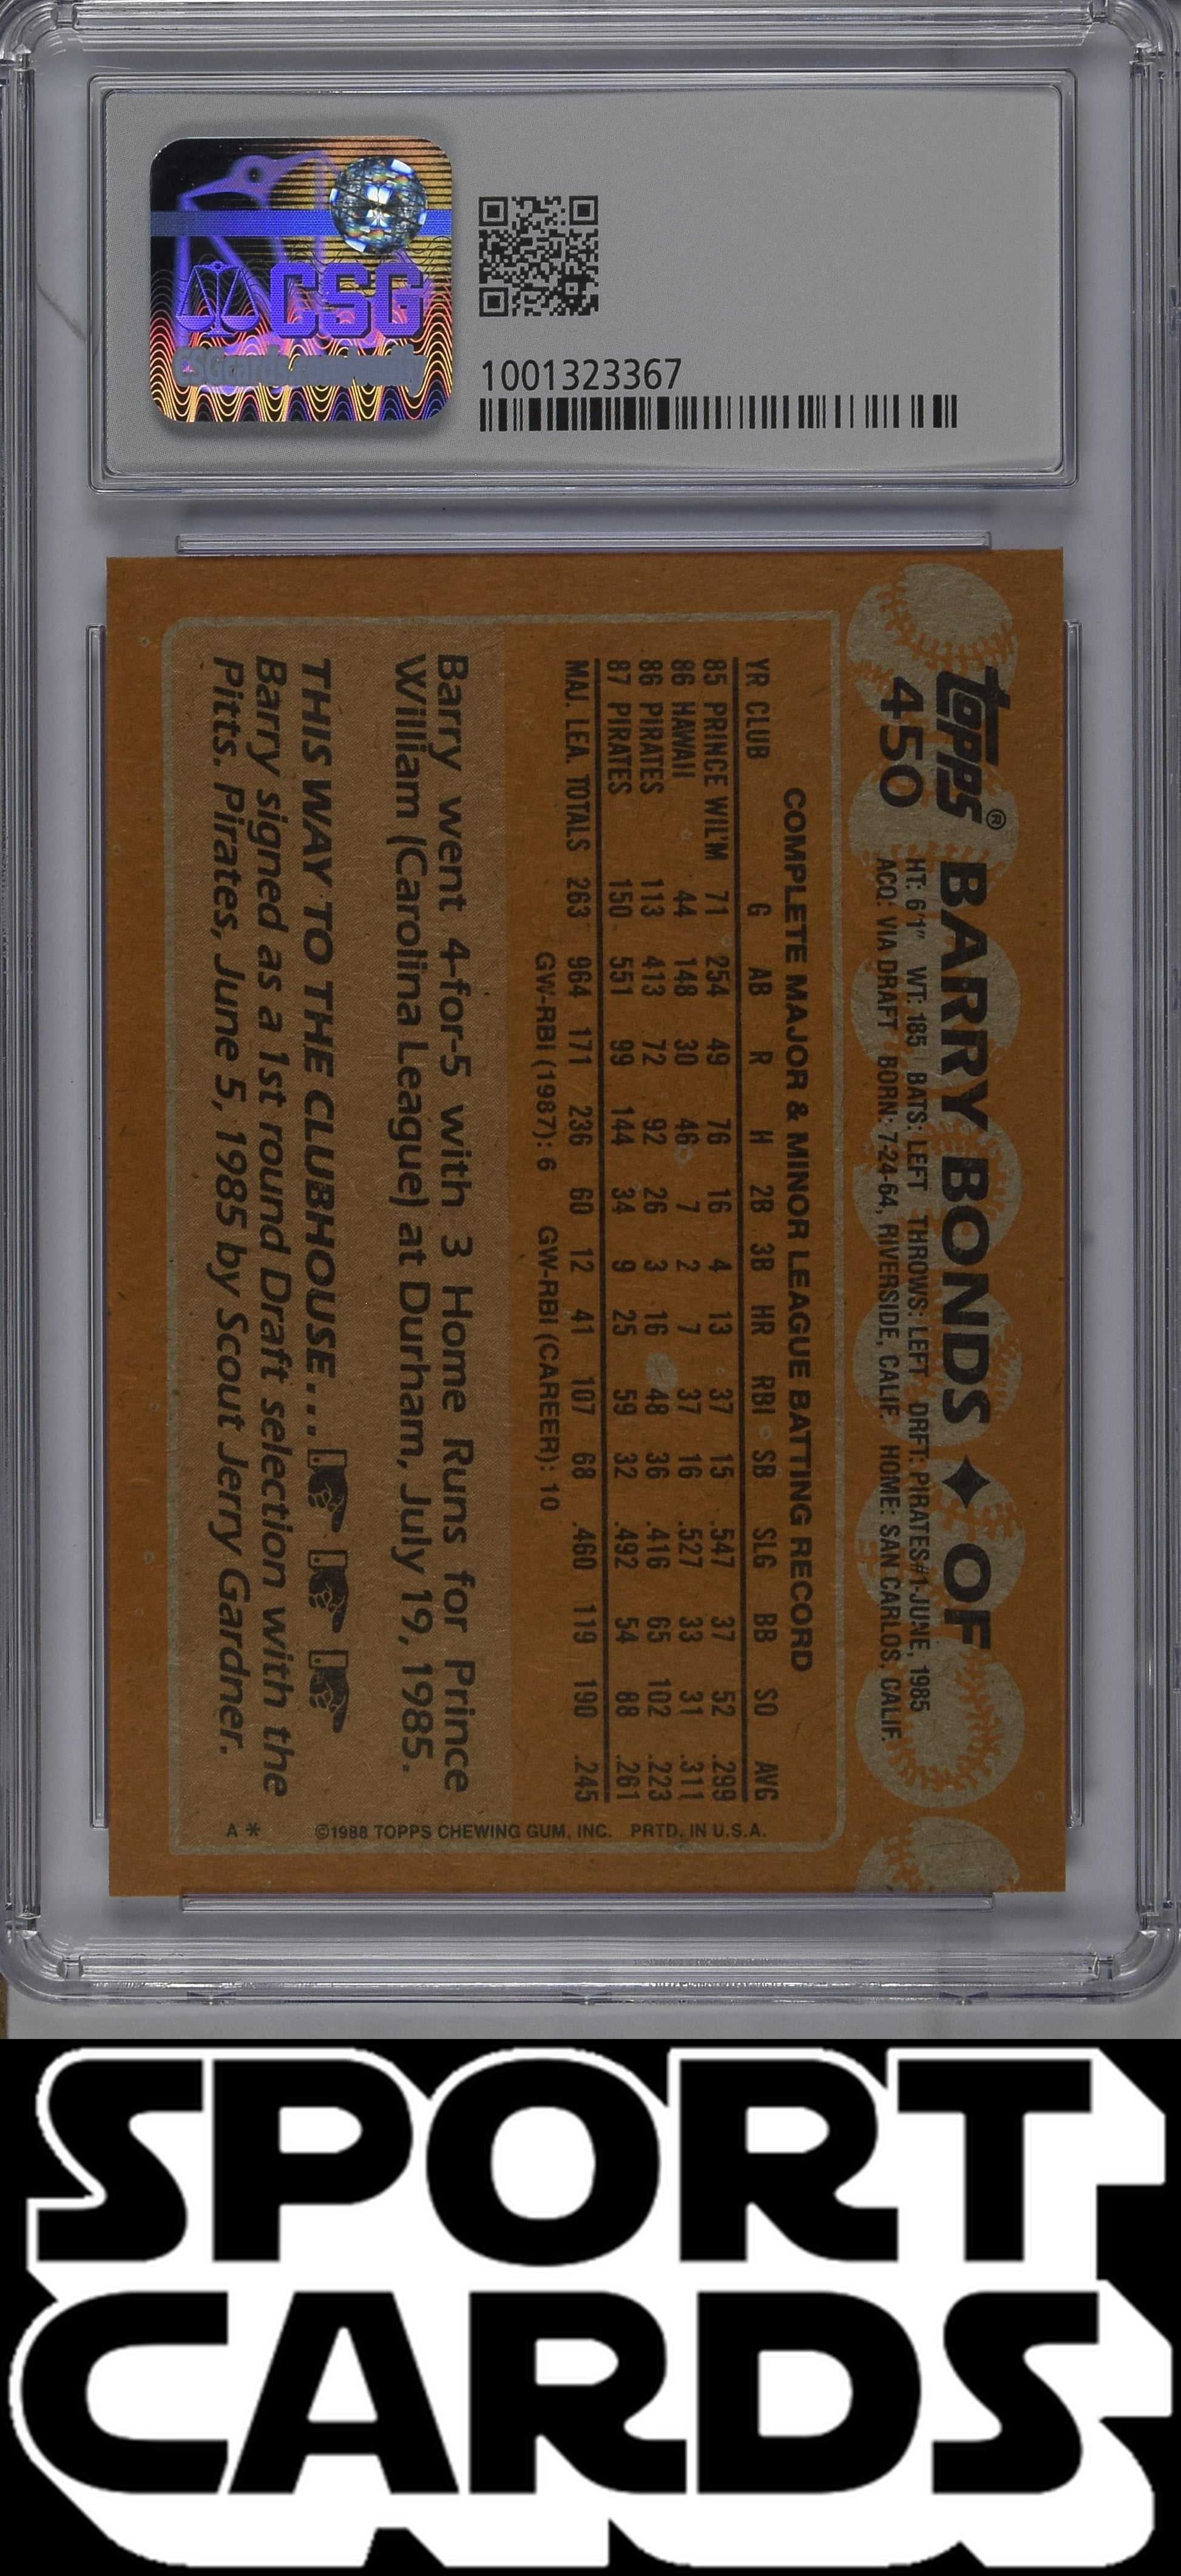 CSG
CSGcards.com/verify
1001323367
topps®
450
BARRY BONDS ✦ OF
HT: 6'1" WT: 185 BATS: LEFT THROWS: LEFT DRFT: PIRATES#1-JUNE, 1985
ACQ: VIA DRAFT BORN: 7-24-64, RIVERSIDE, CALIF. HOME: SAN CARLOS, CALIF.
COMPLETE MAJOR & MINOR LEAGUE BATTING RECORD
YR CLUB G AB R H 2B 3B HR RBI SB SLG BB SO AVG
85 PRINCE WIL'M 71 254 49 76 16 4 13 37 15 .547 37 52 .299
86 HAWAII 44 148 30 46 7 2 7 37 16 .527 33 31 .311
86 PIRATES 113 413 72 92 26 3 16 48 36 .416 65 102 .223
87 PIRATES 150 551 99 144 34 9 25 59 32 .492 54 88 .261
MAJ. LEA. TOTALS 263 964 171 236 60 12 41 107 68 .460 119 190 .245
GW-RBI (1987): 6 GW-RBI (CAREER): 10
Barry went 4-for-5 with 3 Home Runs for Prince
William (Carolina League) at Durham, July 19, 1985.
THIS WAY TO THE CLUBHOUSE...
Barry signed as a 1st round Draft selection with the
Pitts. Pirates, June 5, 1985 by Scout Jerry Gardner.
©1988 TOPPS CHEWING GUM, INC. PRTD. IN U.S.A.
A *
SPORT
CARDS